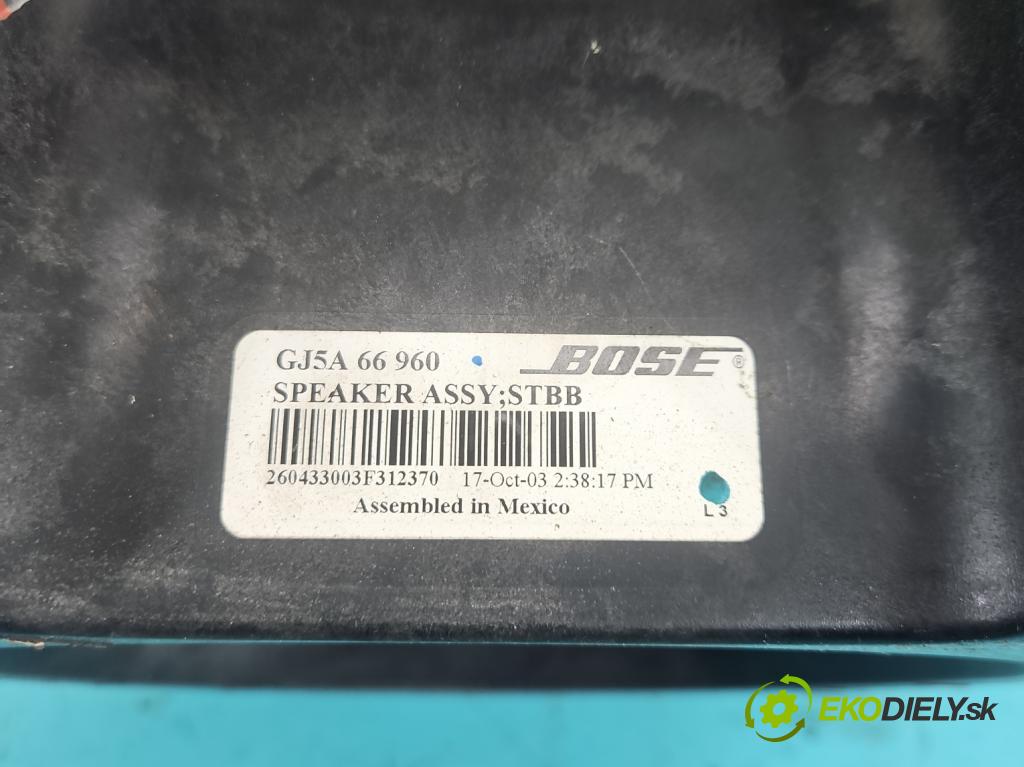 GJ5A 66 960 BOSE®
SPEAKER ASSY;STBB
260433003F312370 17-Oct-03 2:38:17 PM
Assembled in Mexico
L 3
EKODIELY.sk